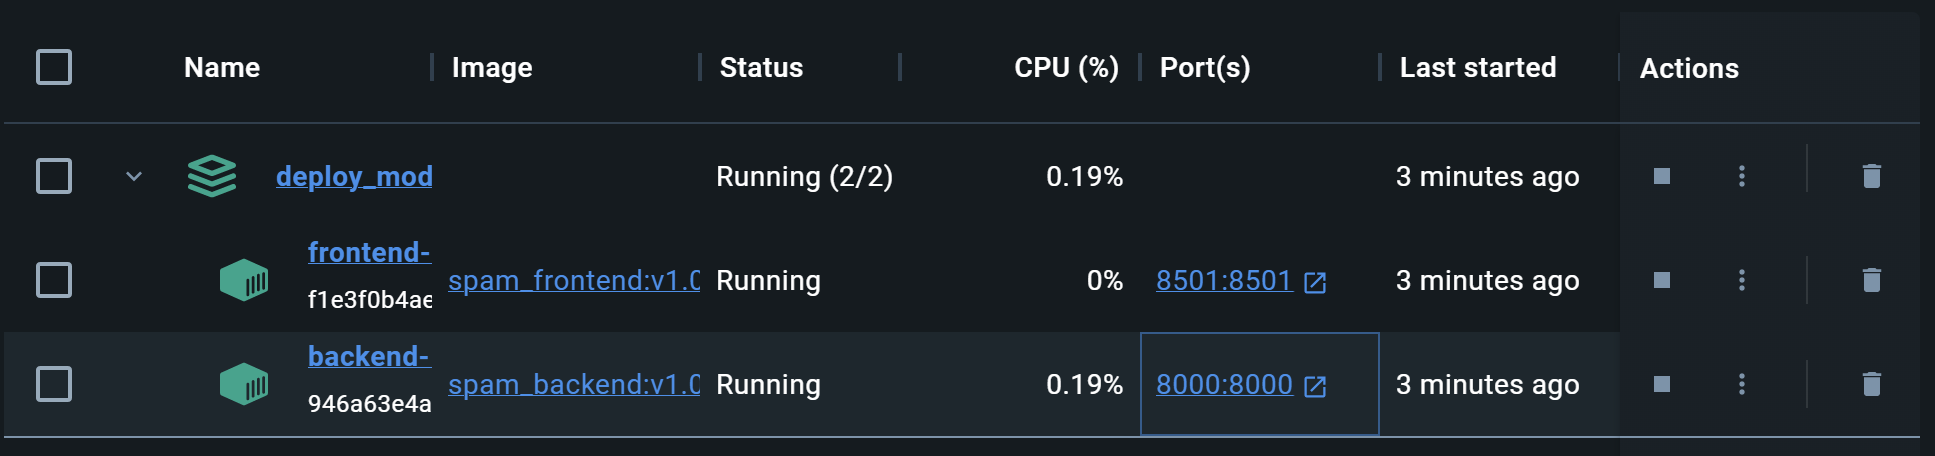 Name Image Status CPU (%) Port(s) Last started Actions
deploy_mod Running (2/2) 0.19% 3 minutes ago
frontend-
f1e3f0b4ae
spam_frontend:v1.0 Running 0% 8501:8501 3 minutes ago
backend-
946a63e4a
spam_backend:v1.0 Running 0.19% 8000:8000 3 minutes ago